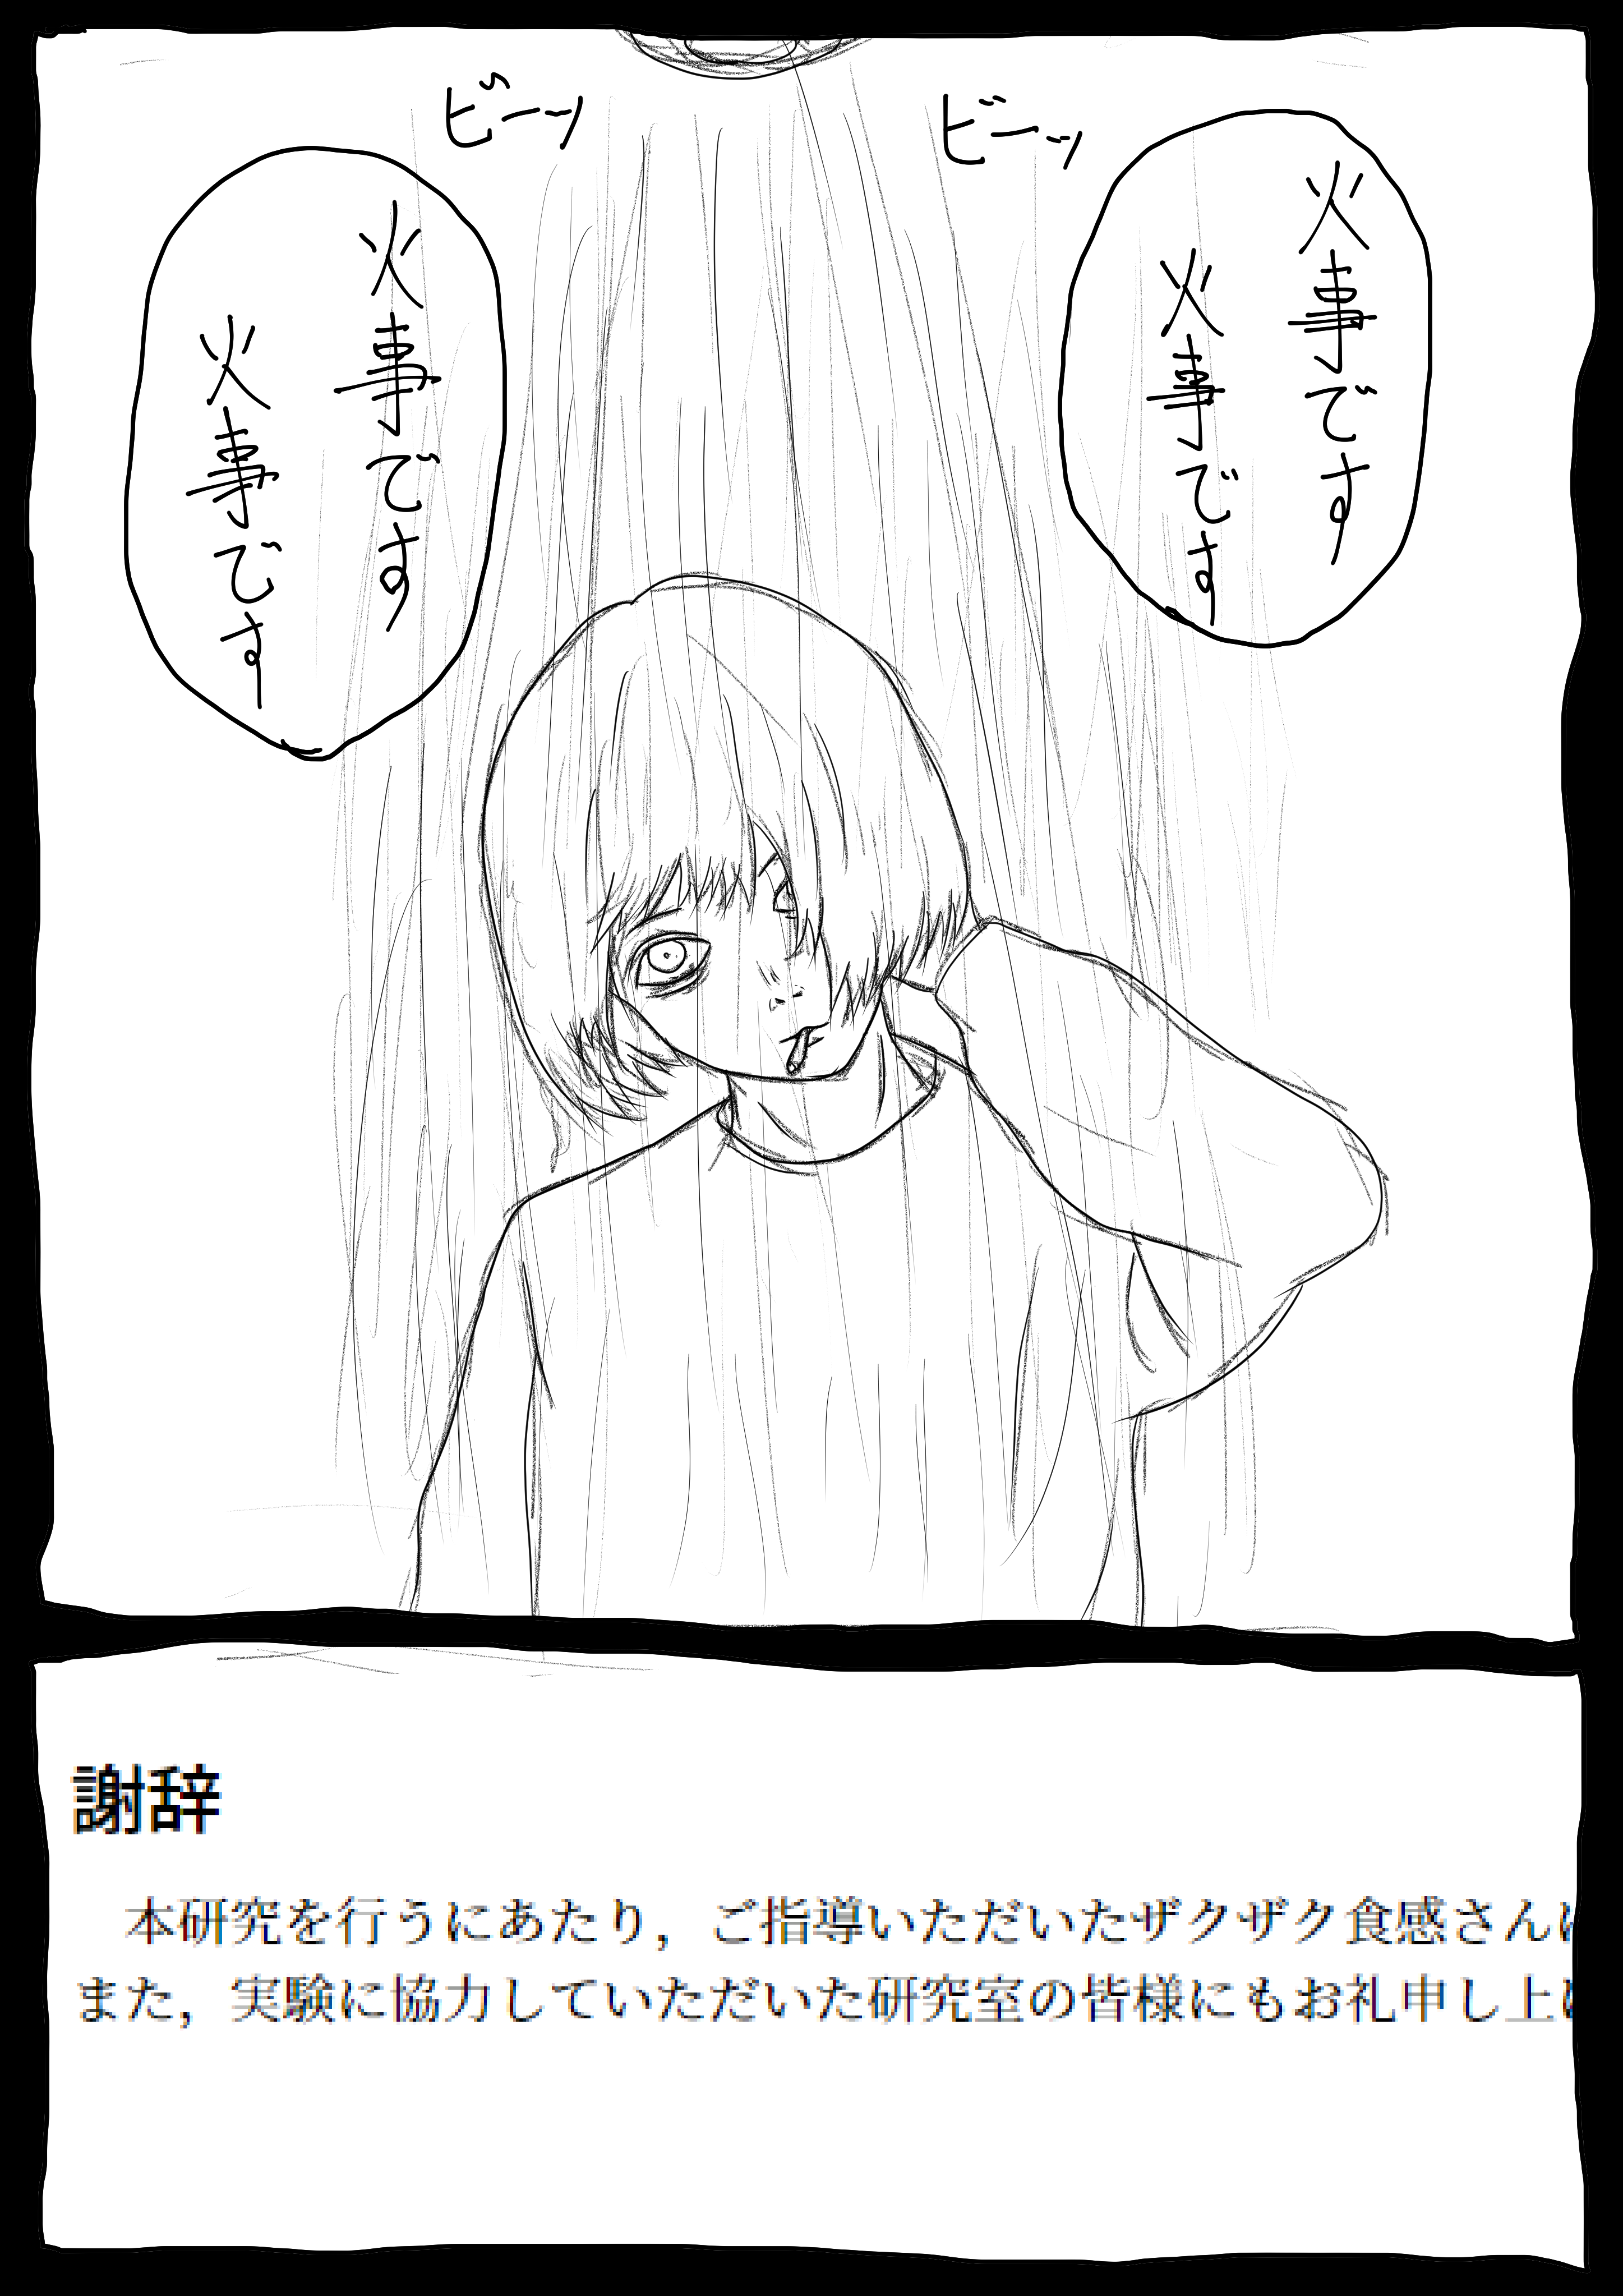 ビーッ
火事です
火事です
ビーッ
火事です
火事です
謝辞
本研究を行うにあたり，ご指導いただいたザクザク食感さんに
また，実験に協力していただいた研究室の皆様にもお礼申し上げ